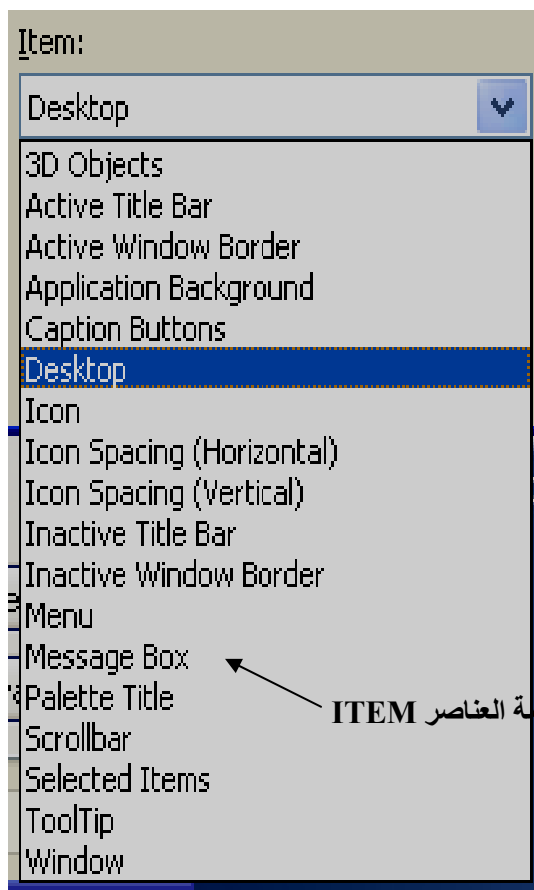 Item:
Desktop
3D Objects
Active Title Bar
Active Window Border
Application Background
Caption Buttons
Desktop
Icon
Icon Spacing (Horizontal)
Icon Spacing (Vertical)
Inactive Title Bar
Inactive Window Border
Menu
Message Box
Palette Title
العناصر ITEM
Scrollbar
Selected Items
ToolTip
Window